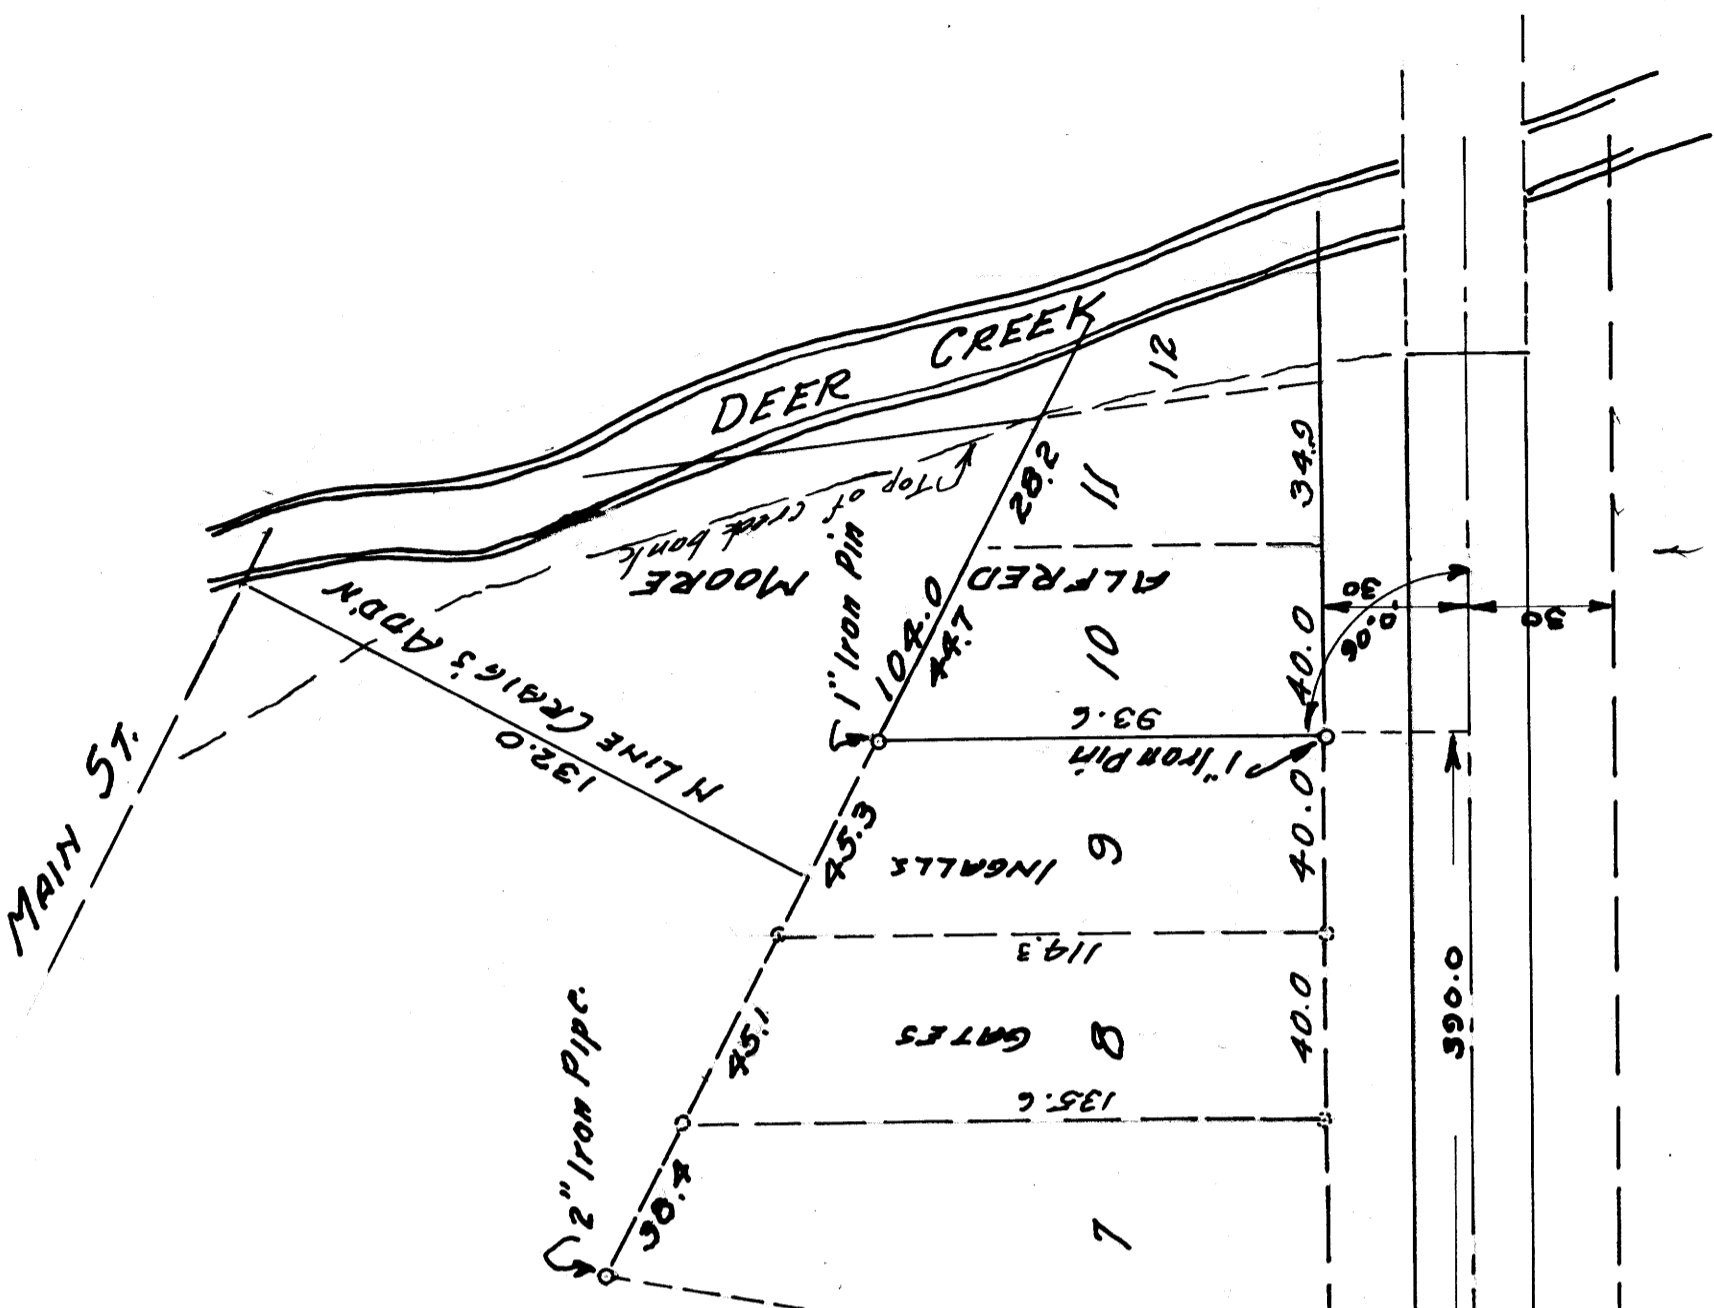 DEER CREEK
MAIN ST.
N LINE CRAIG'S ADD'N
132.0
(Top of Creek bank
ALFRED MOORE
12
11
10
9
8
7
28.2
104.0
44.7
1" Iron Pin
93.6
1" Iron Pin
34.9
40.0
40.0
40.0
90°0'
30
30
45.3
INGALLS
114.3
45.1
GATES
135.6
2" Iron Pipe.
390.0